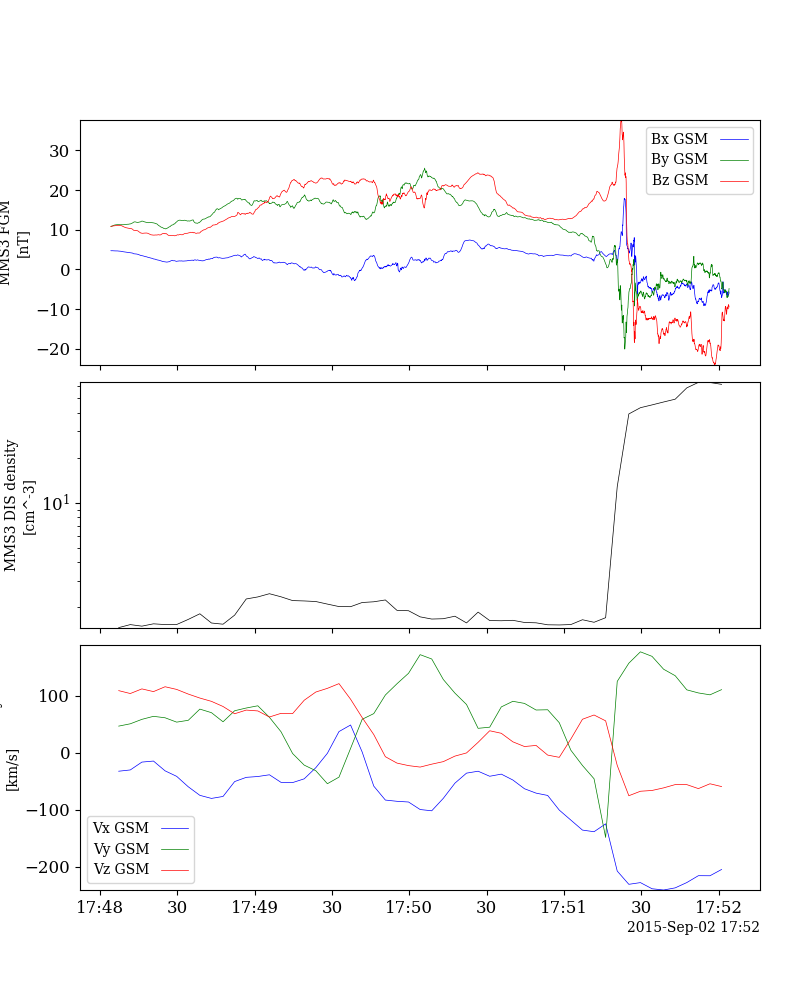 MMS3 FGM
[nT]
30
20
10
0
−10
−20
Bx GSM
By GSM
Bz GSM
MMS3 DIS density
[cm^-3]
10^1
[km/s]
100
0
−100
−200
Vx GSM
Vy GSM
Vz GSM
17:48 30 17:49 30 17:50 30 17:51 30 17:52
2015-Sep-02 17:52